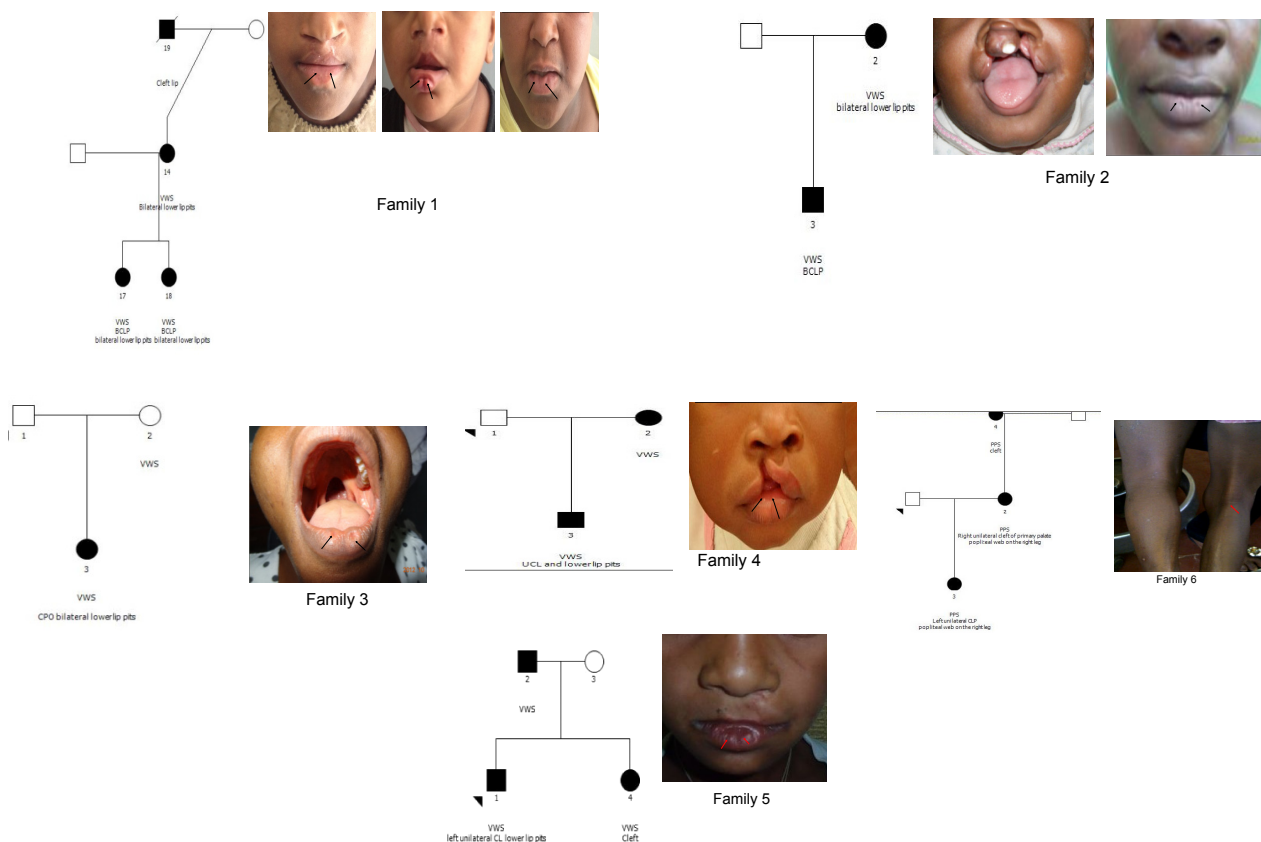 19
Cleft lip
14
VWS
Bilateral lower lip pits
17
18
VWS
BCLP
bilateral lower lip pits
VWS
BCLP
bilateral lower lip pits
Family 1
2
VWS
bilateral lower lip pits
3
VWS
BCLP
Family 2
1
2
VWS
3
VWS
CPO bilateral lower lip pits
Family 3
1
2
VWS
3
VWS
UCL and lower lip pits
Family 4
4
PPS
cleft
2
PPS
Right unilateral cleft of primary palate
popliteal web on the right leg
3
PPS
Left unilateral CLP
popliteal web on the right leg
Family 6
2
VWS
3
1
VWS
left unilateral CL lower lip pits
4
VWS
Cleft
Family 5